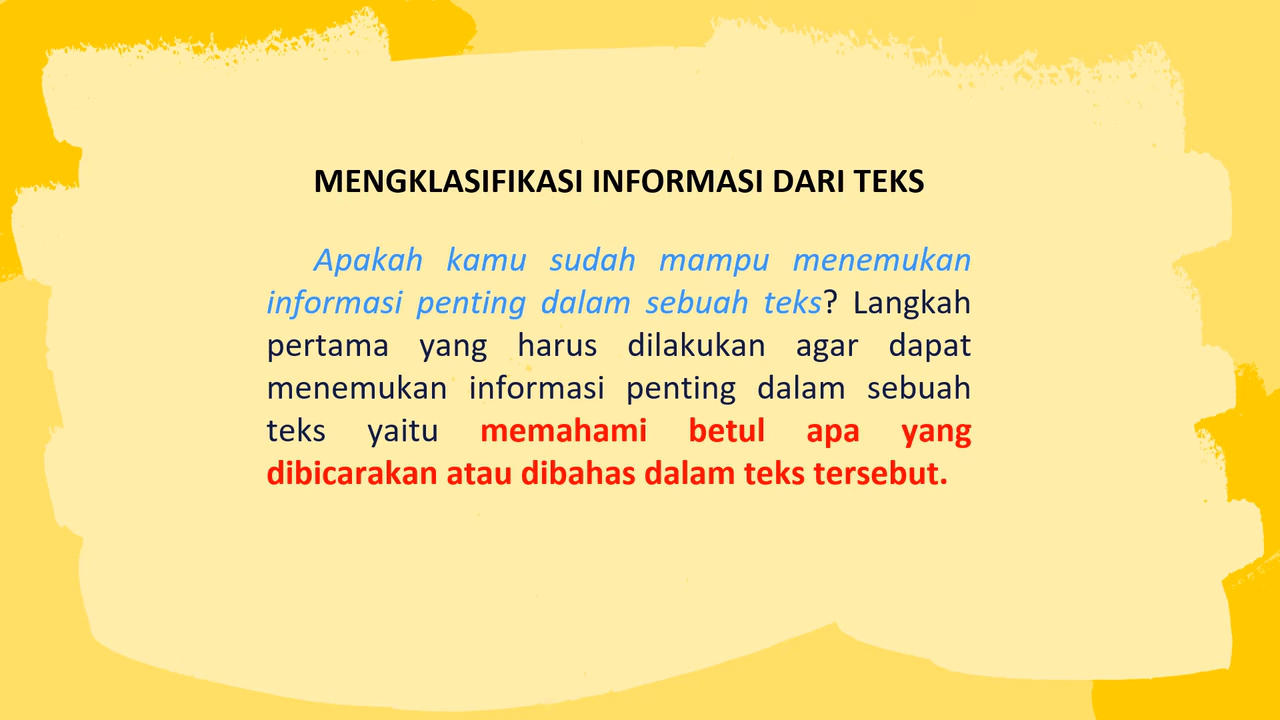 MENGKLASIFIKASI INFORMASI DARI TEKS
Apakah kamu sudah mampu menemukan
informasi penting dalam sebuah teks? Langkah
pertama yang harus dilakukan agar dapat
menemukan informasi penting dalam sebuah
teks yaitu memahami betul apa yang
dibicarakan atau dibahas dalam teks tersebut.